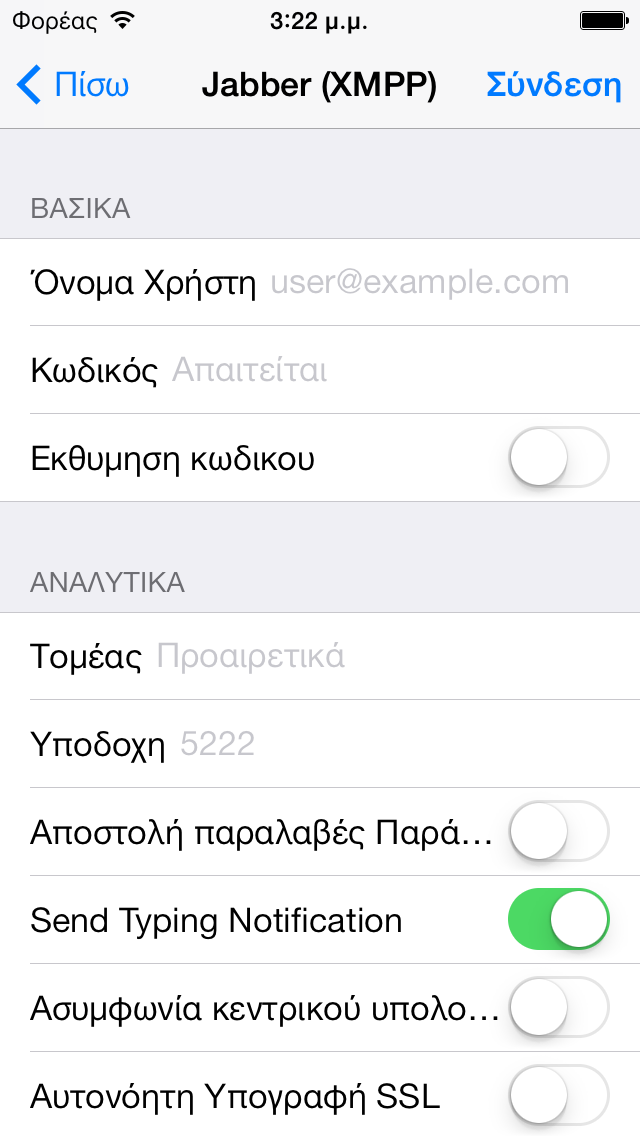 Φορέας 3:22 μ.μ.
Πίσω Jabber (XMPP) Σύνδεση
ΒΑΣΙΚΑ
Όνομα Χρήστη user@example.com
Κωδικός Απαιτείται
Εκθυμηση κωδικου
ΑΝΑΛΥΤΙΚΑ
Τομέας Προαιρετικά
Υποδοχη 5222
Αποστολή παραλαβές Παρά...
Send Typing Notification
Ασυμφωνία κεντρικού υπολο...
Αυτονόητη Υπογραφή SSL